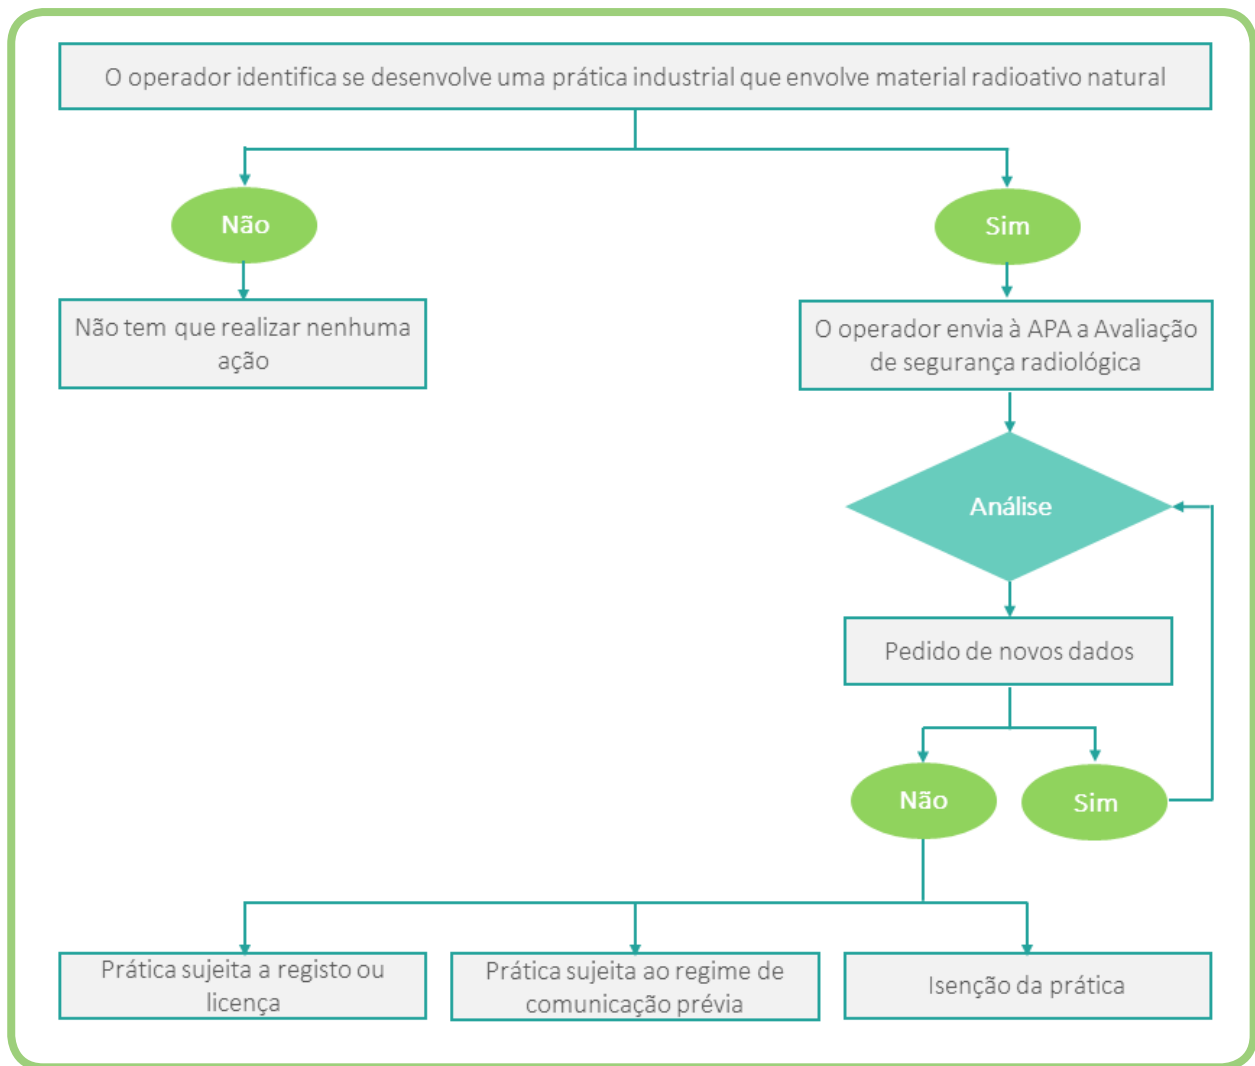 O operador identifica se desenvolve uma prática industrial que envolve material radioativo natural
Não
Sim
Não tem que realizar nenhuma
ação
O operador envia à APA a Avaliação
de segurança radiológica
Análise
Pedido de novos dados
Não
Sim
Prática sujeita a registo ou
licença
Prática sujeita ao regime de
comunicação prévia
Isenção da prática